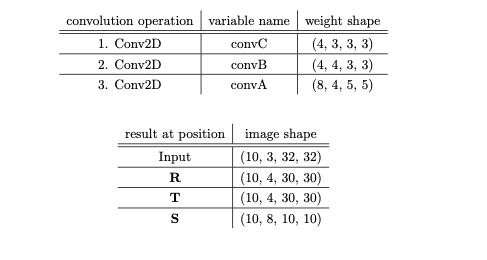 convolution operation variable name weight shape
1. Conv2D convC (4, 3, 3, 3)
2. Conv2D convB (4, 4, 3, 3)
3. Conv2D convA (8, 4, 5, 5)
result at position image shape
Input (10, 3, 32, 32)
R (10, 4, 30, 30)
T (10, 4, 30, 30)
S (10, 8, 10, 10)